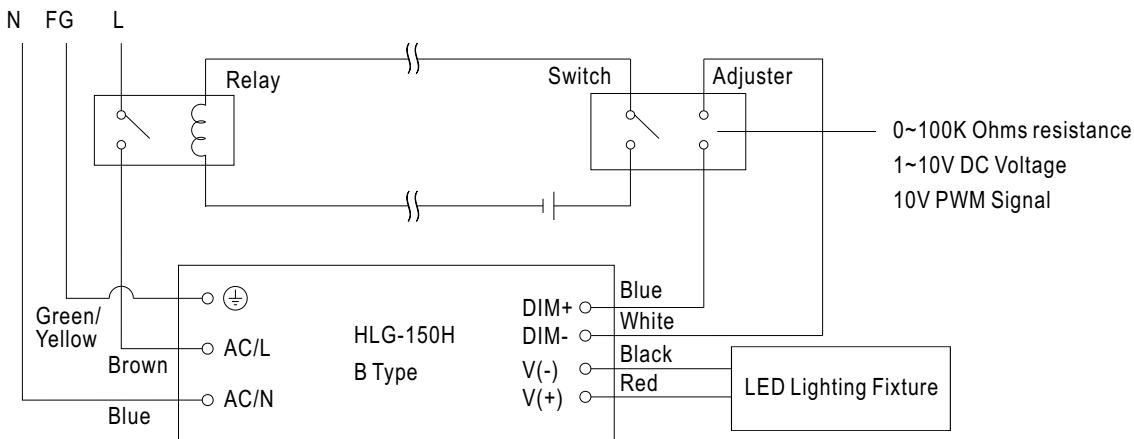 N FG L
Relay
Switch
Adjuster
0~100K Ohms resistance
1~10V DC Voltage
10V PWM Signal
Green/
Yellow
Brown
Blue
AC/L
AC/N
HLG-150H
B Type
DIM+
DIM-
V(-)
V(+)
Blue
White
Black
Red
LED Lighting Fixture